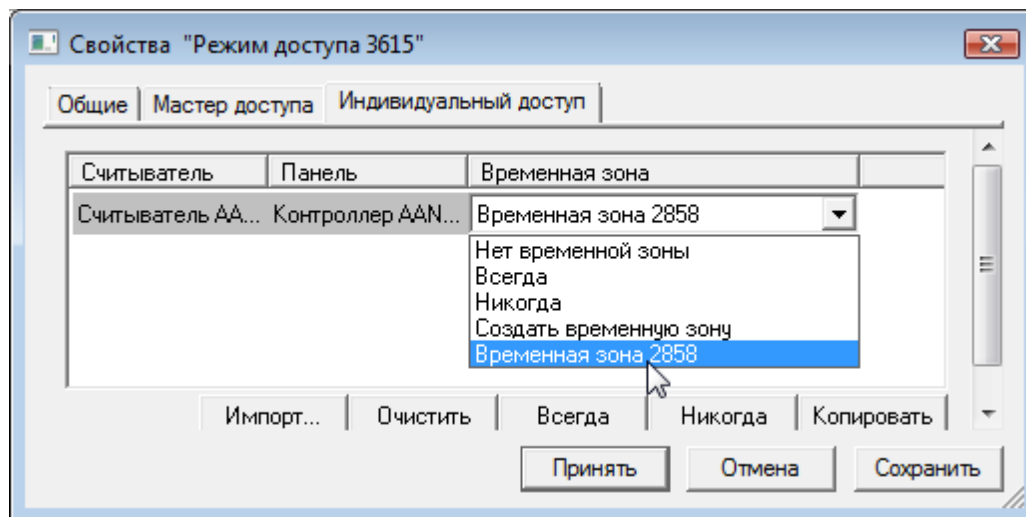 Свойства "Режим доступа 3615"
Общие Мастер доступа Индивидуальный доступ
Считыватель Панель Временная зона
Считыватель AA... Контроллер AAN... Временная зона 2858
Нет временной зоны
Всегда
Никогда
Создать временную зону
Временная зона 2858
Импорт... Очистить Всегда Никогда Копировать
Принять Отмена Сохранить